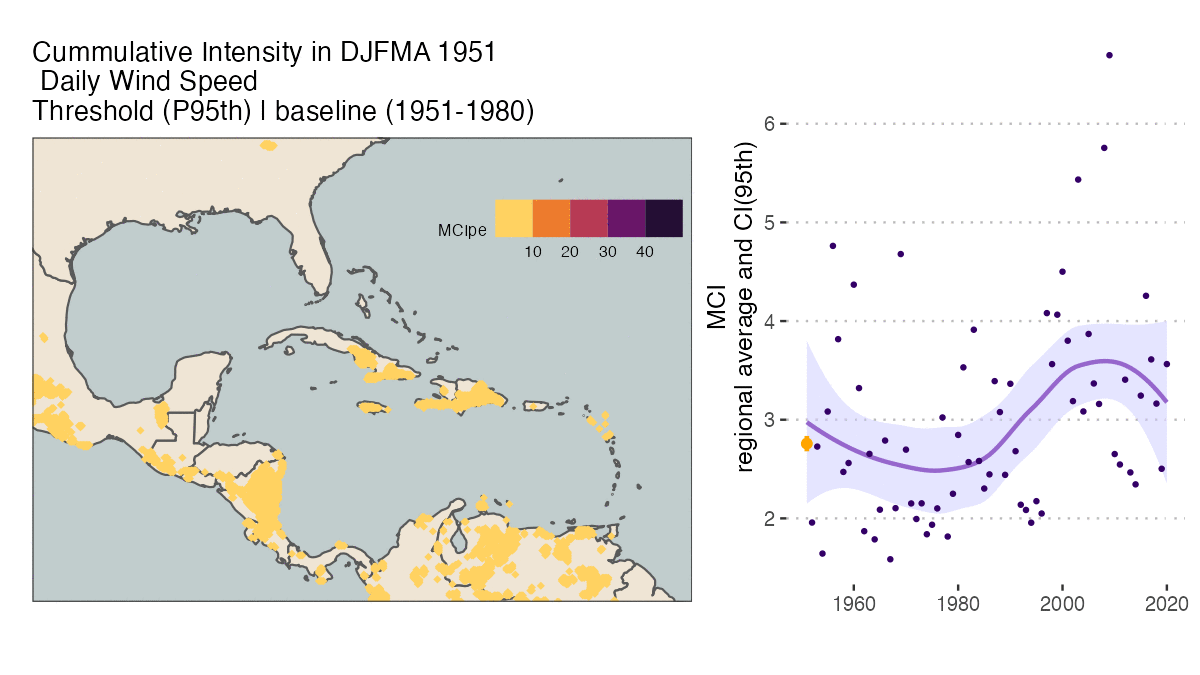 Cummulative Intensity in DJFMA 1951
Daily Wind Speed
Threshold (P95th) | baseline (1951-1980)
MCIpe
10 20 30 40
MCI
regional average and CI(95th)
6
5
4
3
2
1960 1980 2000 2020